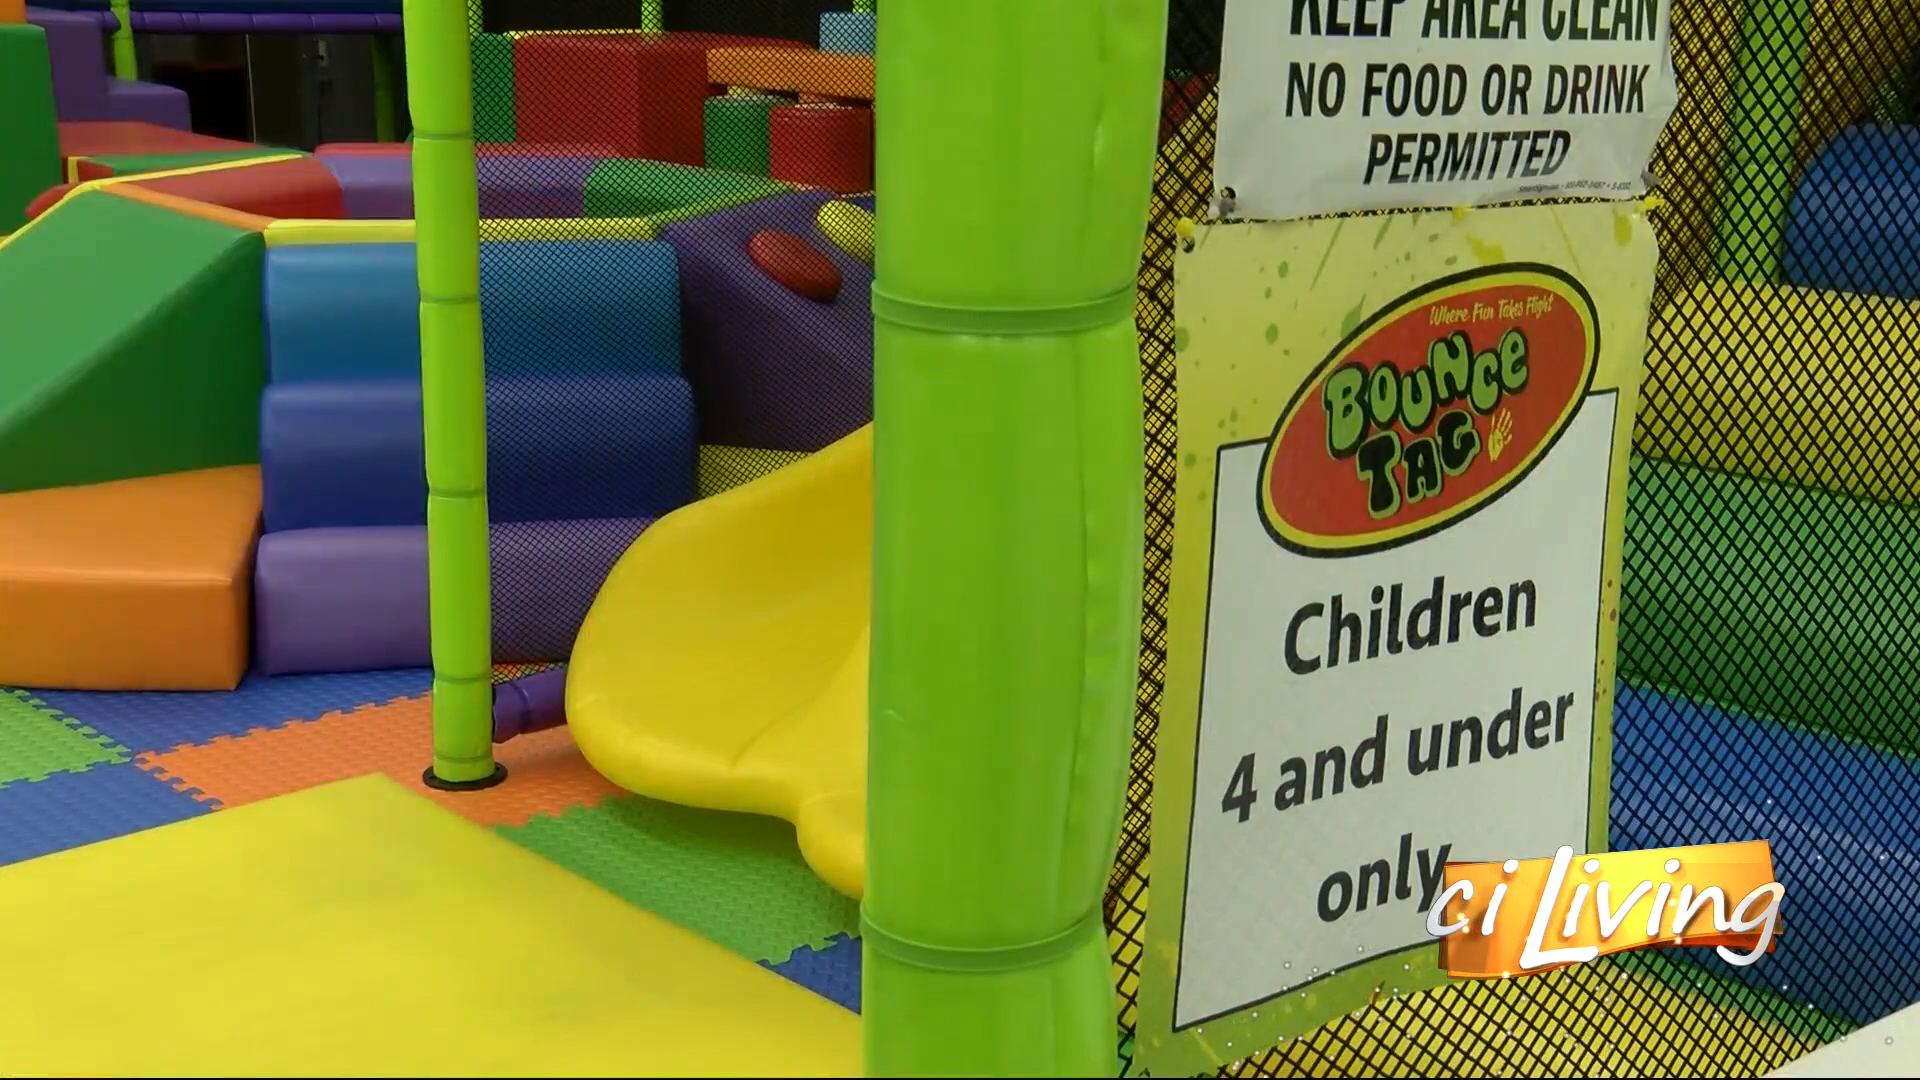 KEEP AREA CLEAN
NO FOOD OR DRINK
PERMITTED
Where Fun Takes Flight
BOUNCE
TAG
Children
4 and under
only
ci Living